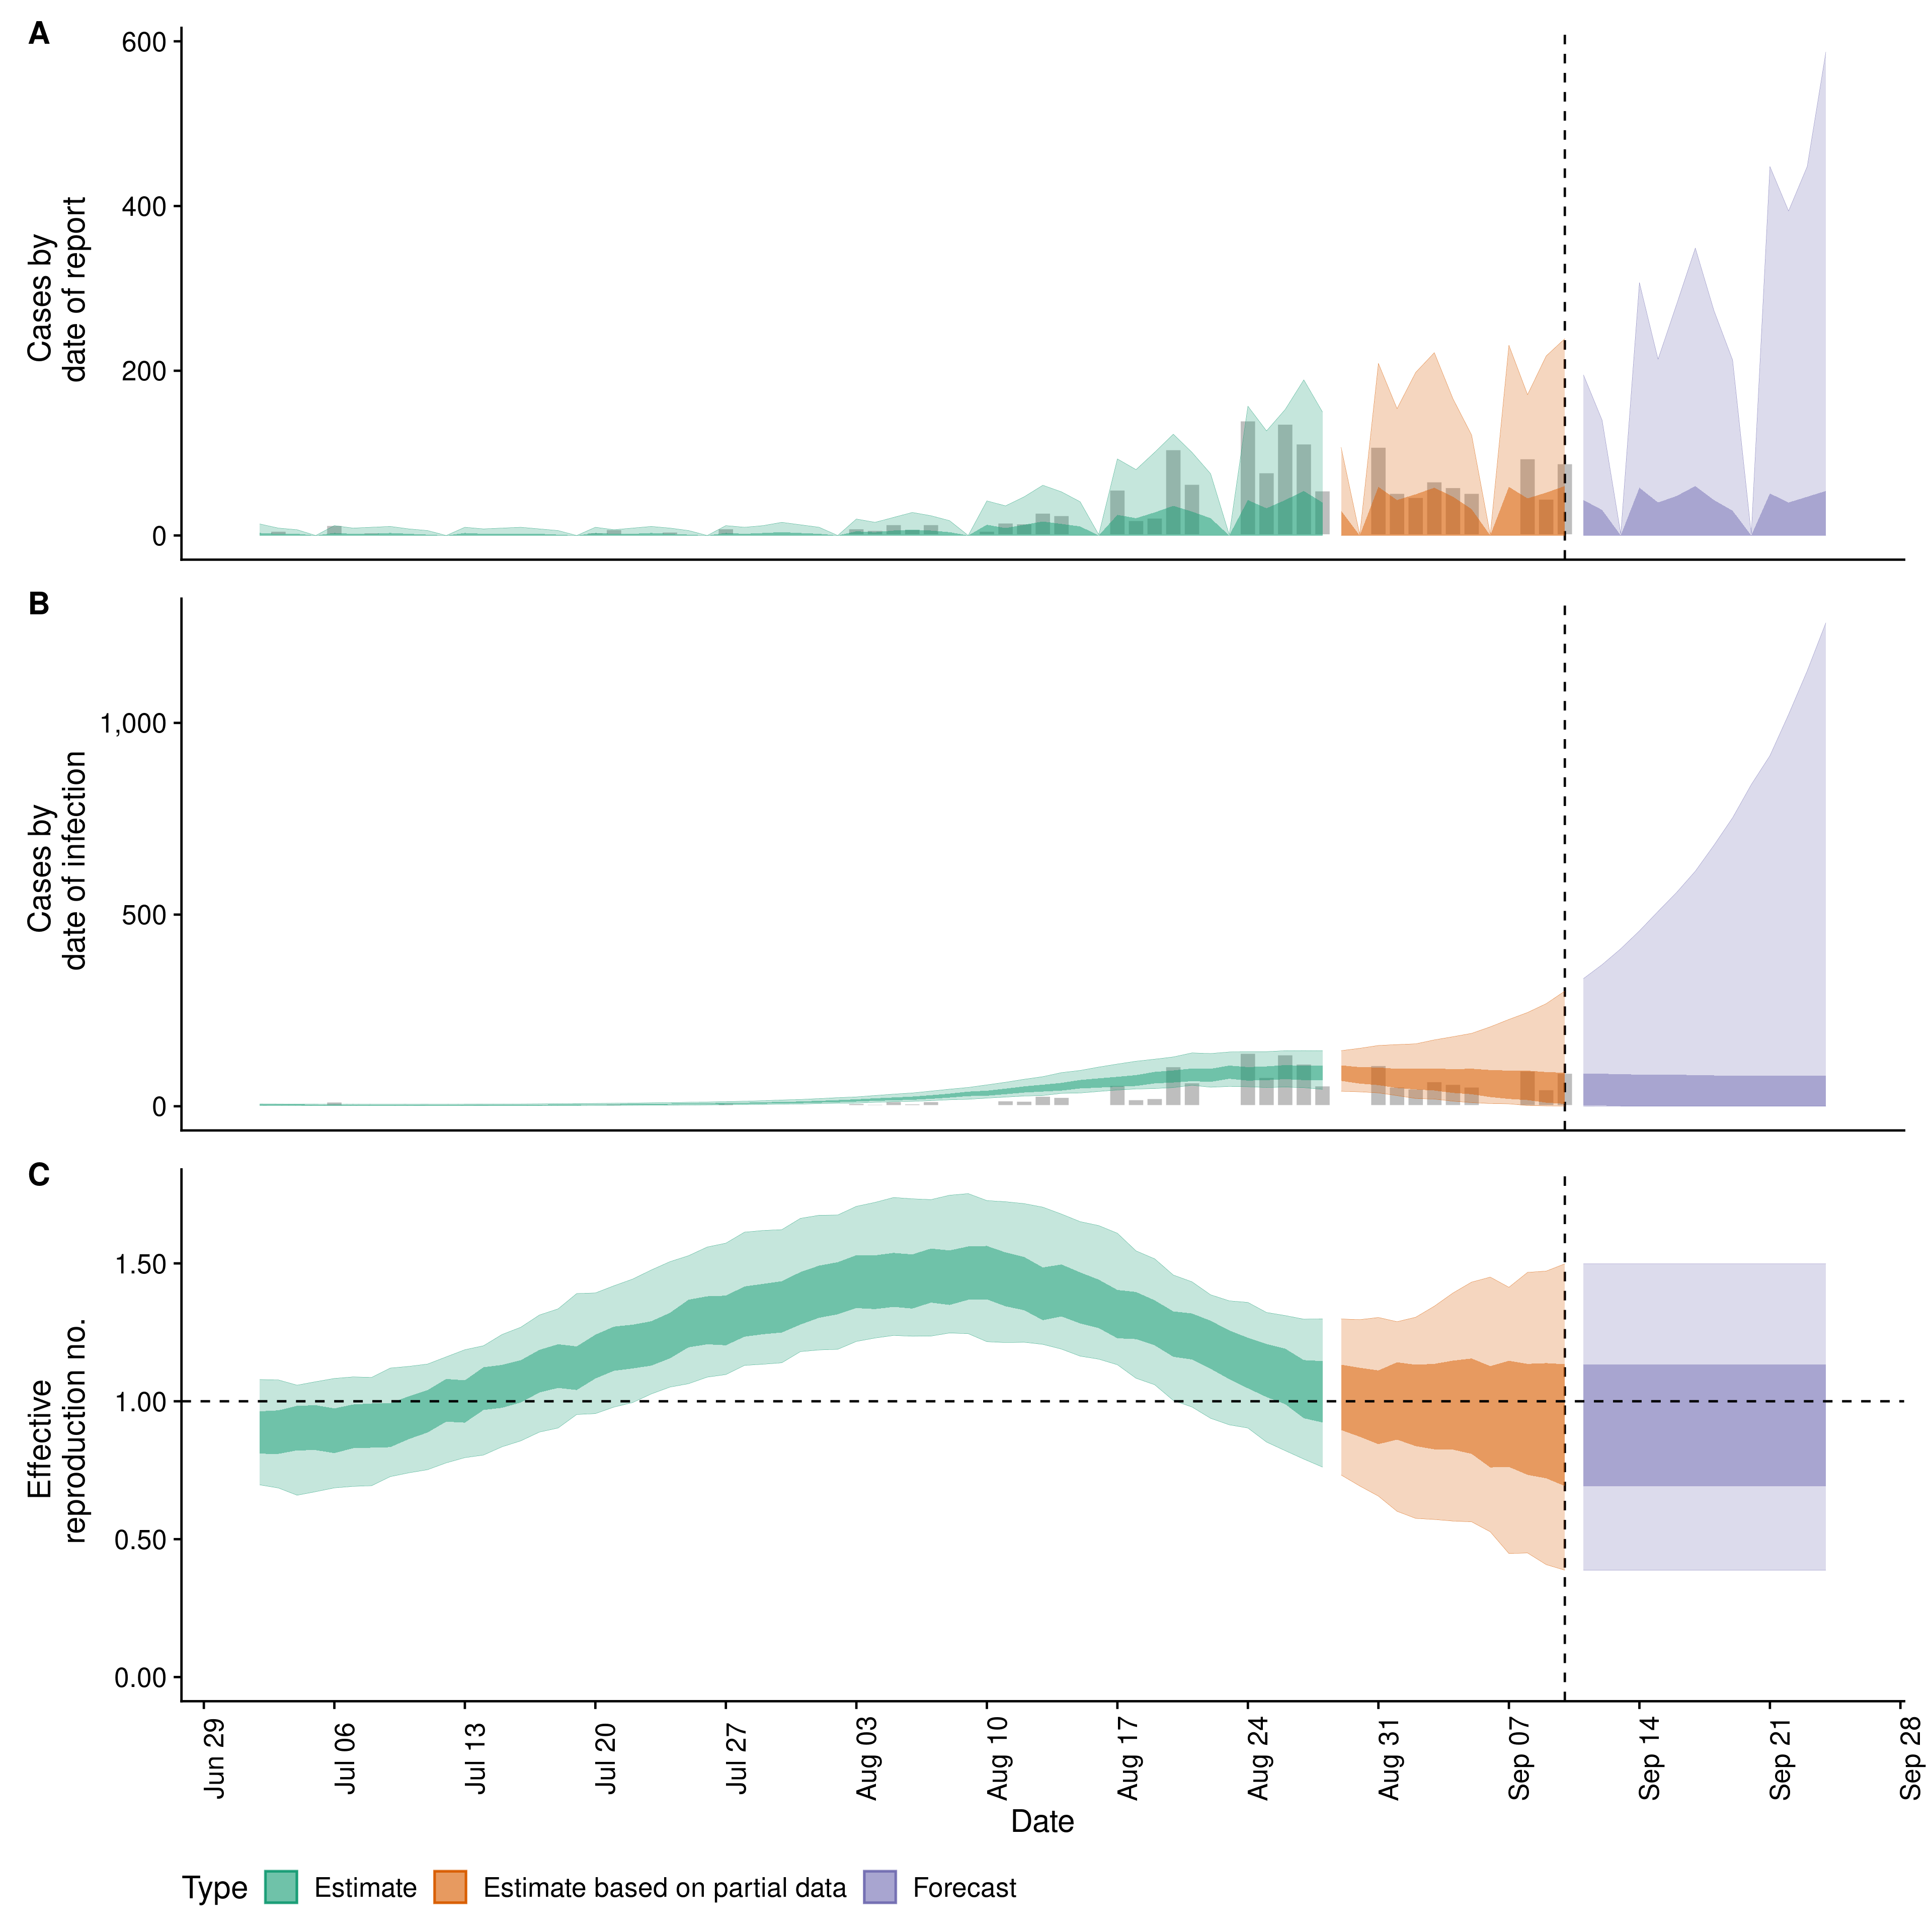 A
Cases by
date of report
600
400
200
0
B
Cases by
date of infection
1,000
500
0
C
Effective
reproduction no.
1.50
1.00
0.50
0.00
Jun 29
Jul 06
Jul 13
Jul 20
Jul 27
Aug 03
Aug 10
Aug 17
Aug 24
Aug 31
Sep 07
Sep 14
Sep 21
Sep 28
Date
Type Estimate Estimate based on partial data Forecast